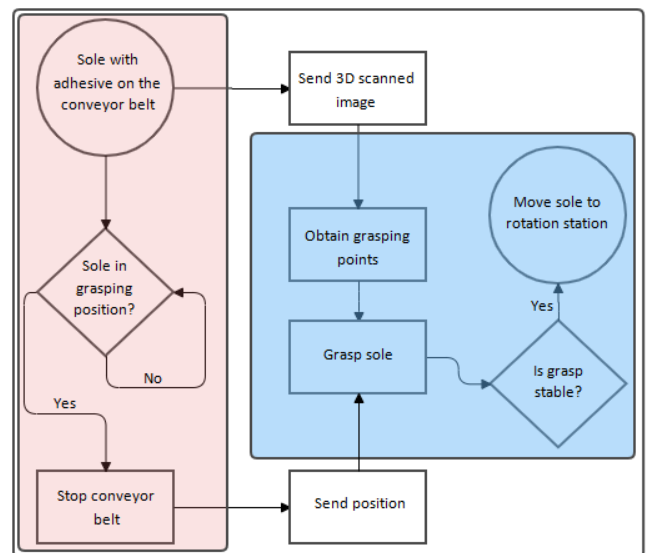 Sole with
adhesive on the
conveyor belt
Send 3D scanned
image
Move sole to
rotation station
Obtain grasping
points
Sole in
grasping
position?
Yes
Grasp sole
Is grasp
stable?
No
Yes
Stop conveyor
belt
Send position